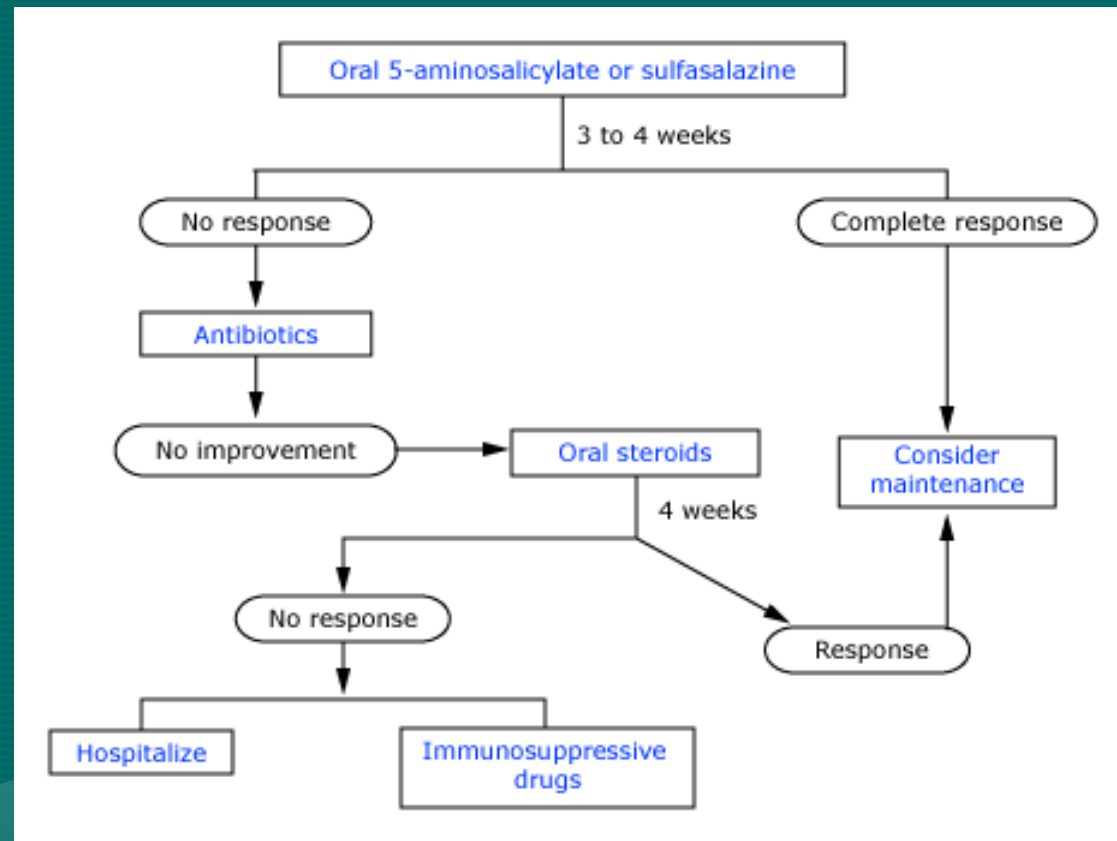 Oral 5-aminosalicylate or sulfasalazine
3 to 4 weeks
No response
Complete response
Antibiotics
No improvement
Oral steroids
Consider
maintenance
4 weeks
No response
Response
Hospitalize
Immunosuppressive
drugs